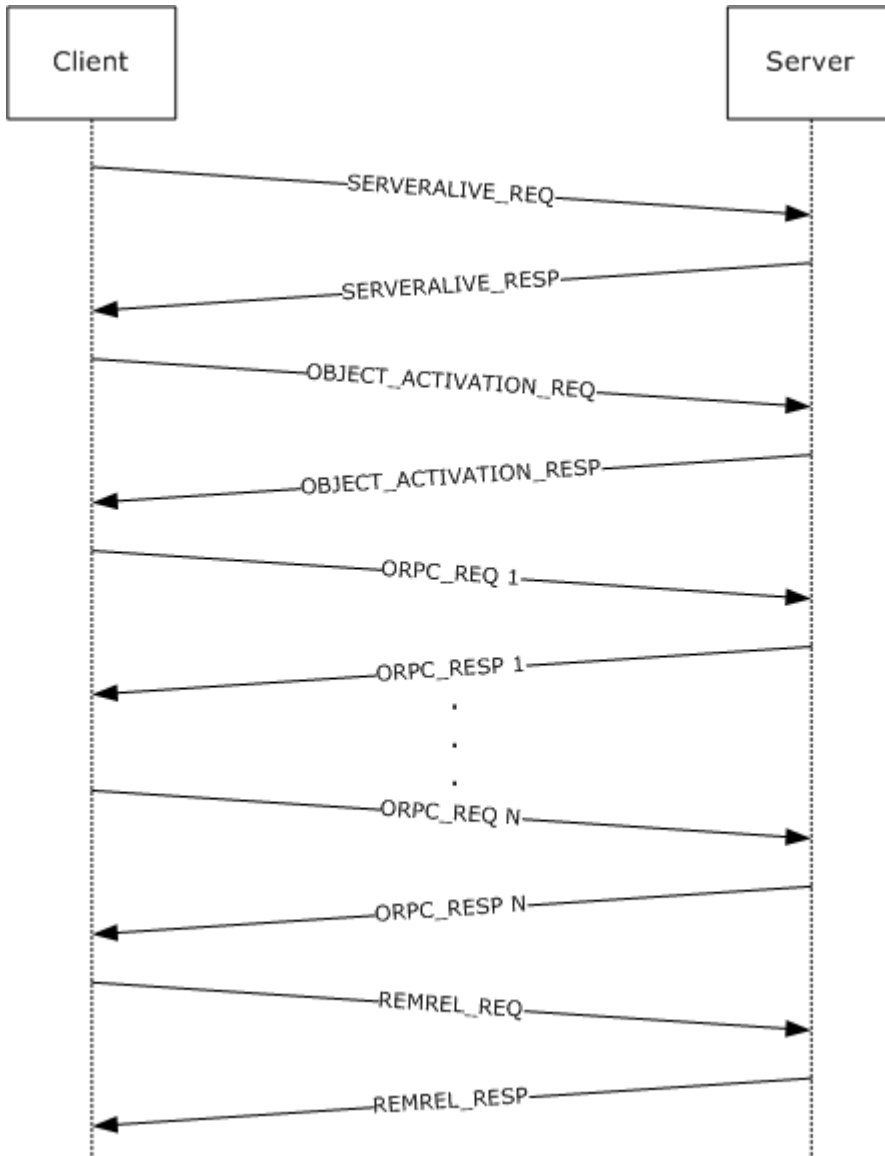 Client
Server
SERVERALIVE_REQ
SERVERALIVE_RESP
OBJECT_ACTIVATION_REQ
OBJECT_ACTIVATION_RESP
ORPC_REQ 1
ORPC_RESP 1
.
.
.
ORPC_REQ N
ORPC_RESP N
REMREL_REQ
REMREL_RESP